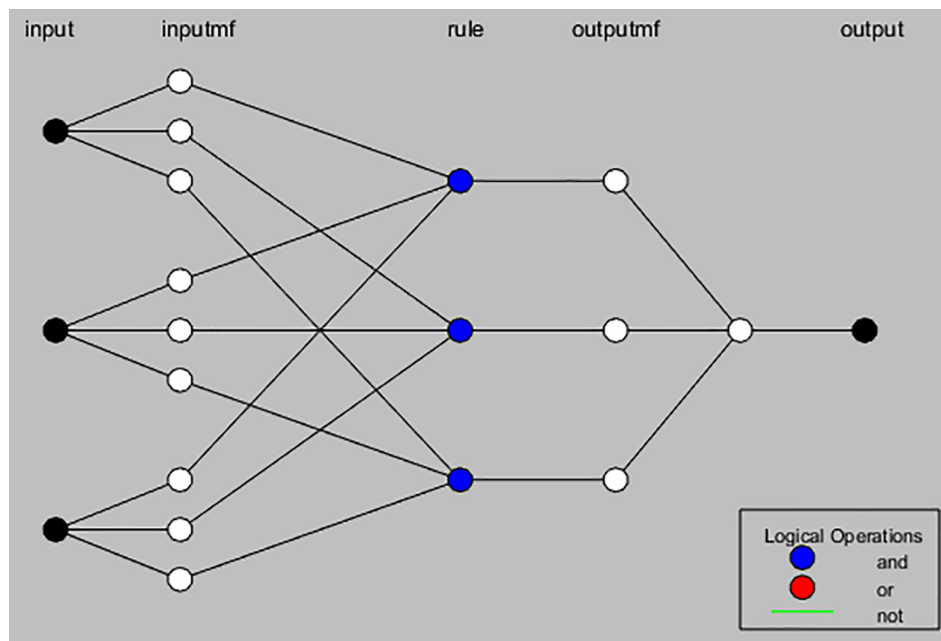 input inputmf rule outputmf output
Logical Operations
and
or
not